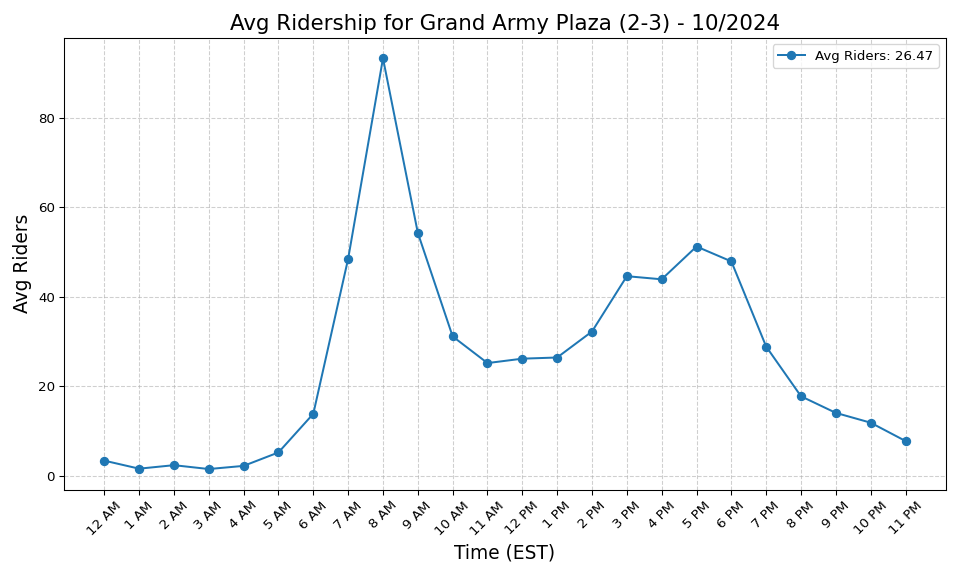 Avg Ridership for Grand Army Plaza (2-3) - 10/2024
Avg Riders: 26.47
Avg Riders
80
60
40
20
0
12 AM
1 AM
2 AM
3 AM
4 AM
5 AM
6 AM
7 AM
8 AM
9 AM
10 AM
11 AM
12 PM
1 PM
2 PM
3 PM
4 PM
5 PM
6 PM
7 PM
8 PM
9 PM
10 PM
11 PM
Time (EST)